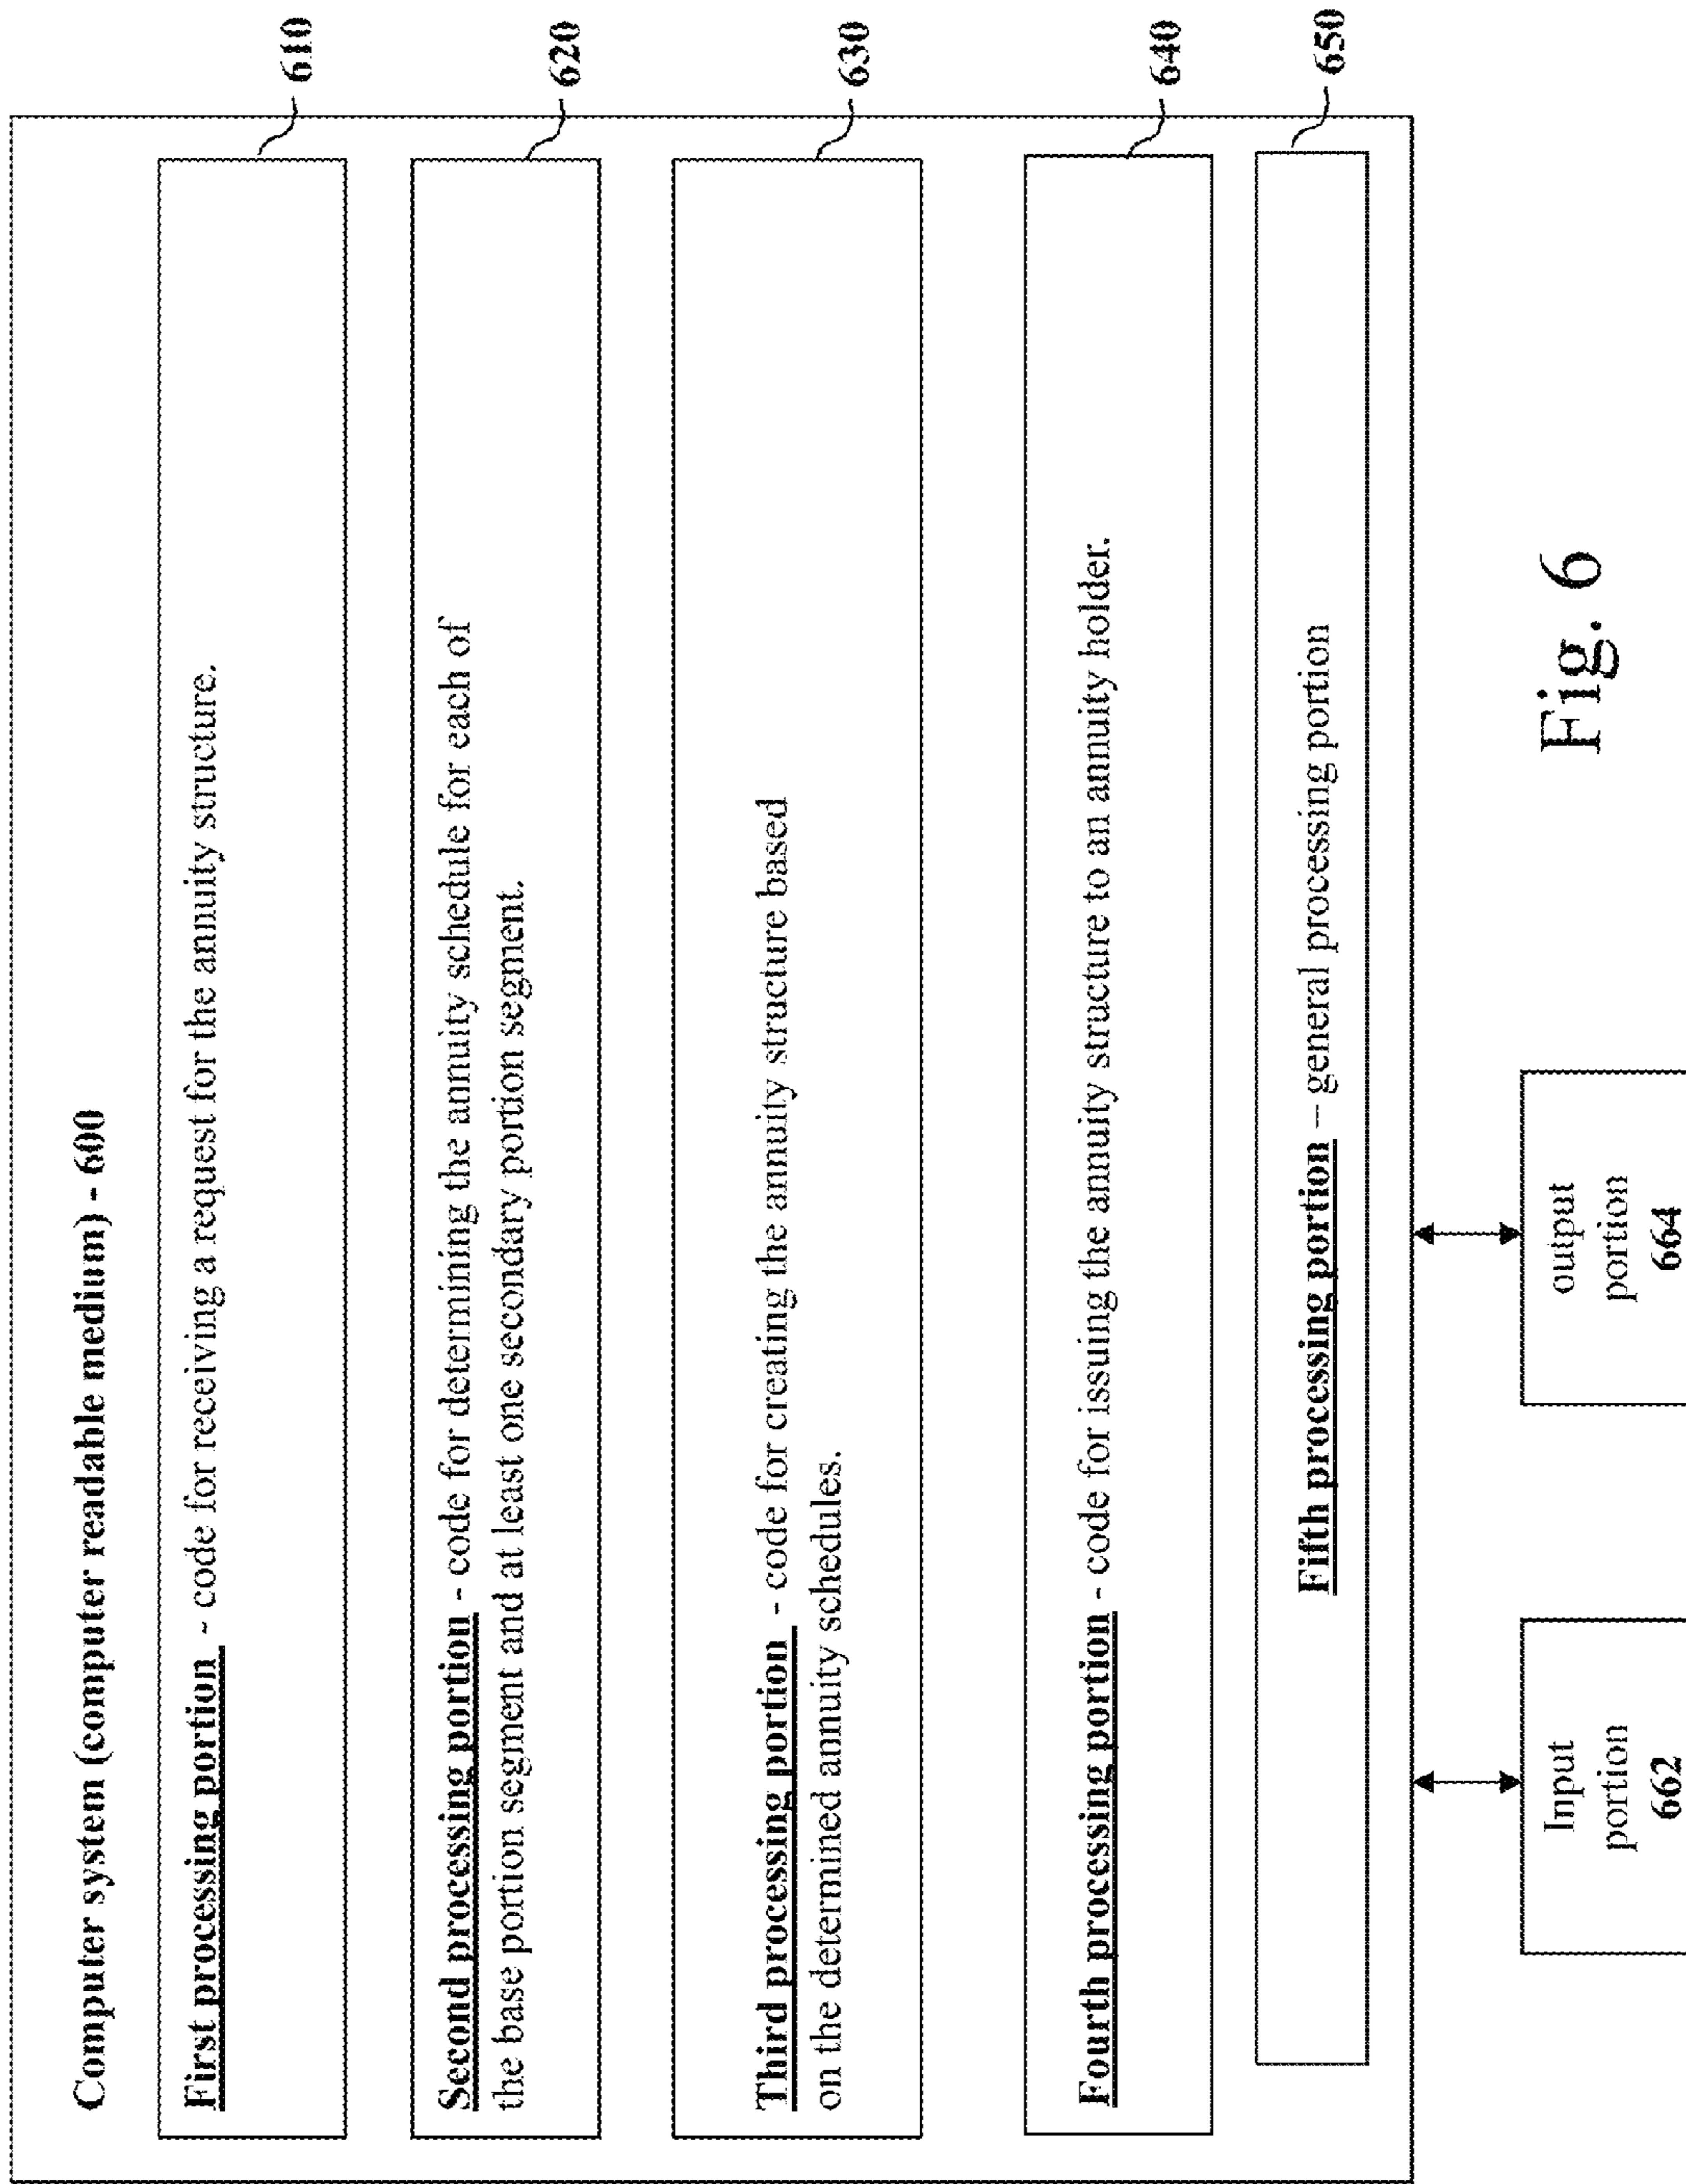 Computer system (computer readable medium) - 600
First processing portion - code for receiving a request for the annuity structure.
610
Second processing portion - code for determining the annuity schedule for each of
the base portion segment and at least one secondary portion segment.
620
Third processing portion - code for creating the annuity structure based
on the determined annuity schedules.
630
Fourth processing portion - code for issuing the annuity structure to an annuity holder.
640
Fifth processing portion – general processing portion
650
Input
portion
662
output
portion
664
Fig. 6